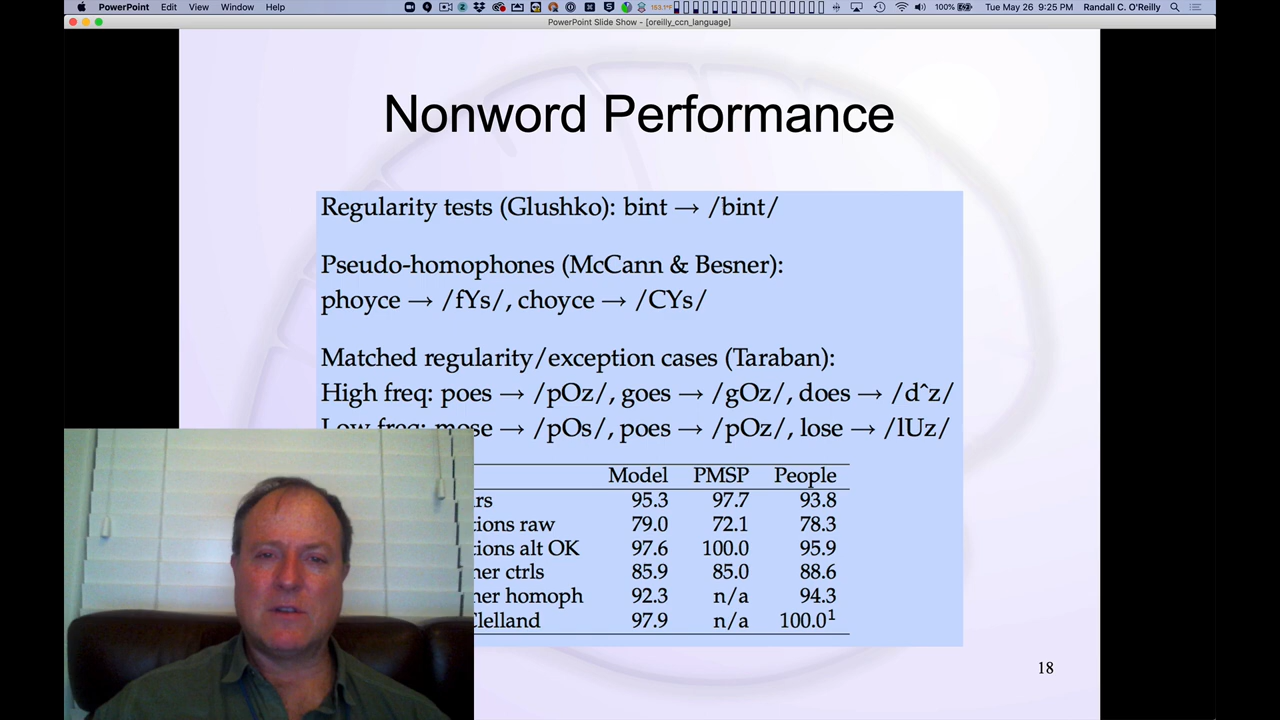 PowerPoint Edit View Window Help 153.1°F 100% Tue May 26 9:25 PM Randall C. O'Reilly
PowerPoint Slide Show - [oreilly_ccn_language]
Nonword Performance
Regularity tests (Glushko): bint → /bint/
Pseudo-homophones (McCann & Besner):
phoyce → /fYs/, choyce → /CYs/
Matched regularity/exception cases (Taraban):
High freq: poes → /pOz/, goes → /gOz/, does → /d^z/
Low freq: mose → /pOs/, poes → /pOz/, lose → /lUz/
Model PMSP People
rs 95.3 97.7 93.8
tions raw 79.0 72.1 78.3
tions alt OK 97.6 100.0 95.9
ner ctrls 85.9 85.0 88.6
ner homoph 92.3 n/a 94.3
Clelland 97.9 n/a 100.0¹
18